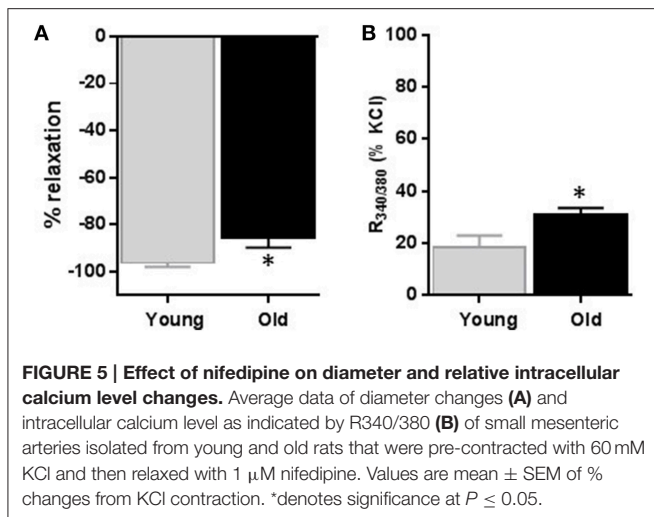 A
% relaxation
0
-20
-40
-60
-80
-100
*
Young Old
B
R340/380 (% KCl)
100
80
60
40
20
0
*
Young Old
FIGURE 5 | Effect of nifedipine on diameter and relative intracellular
calcium level changes. Average data of diameter changes (A) and
intracellular calcium level as indicated by R340/380 (B) of small mesenteric
arteries isolated from young and old rats that were pre-contracted with 60 mM
KCl and then relaxed with 1 μM nifedipine. Values are mean ± SEM of %
changes from KCl contraction. *denotes significance at P ≤ 0.05.